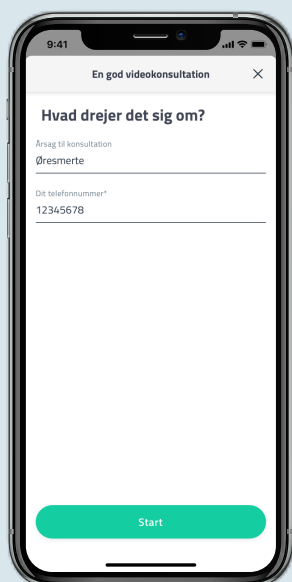 9:41
En god videokonsultation
Hvad drejer det sig om?
Årsag til konsultation
Øresmerte
Dit telefonnummer*
12345678
Start